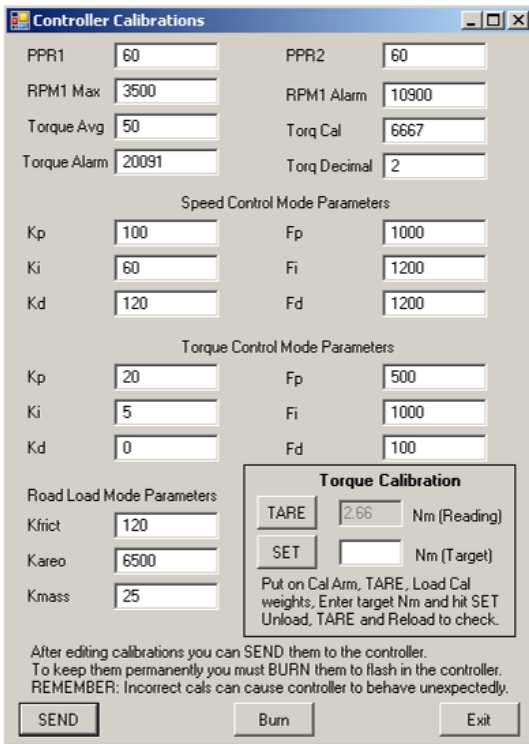 Controller Calibrations
PPR1 60 PPR2 60
RPM1 Max 3500 RPM1 Alarm 10900
Torque Avg 50 Torq Cal 6667
Torque Alarm 20091 Torq Decimal 2
Speed Control Mode Parameters
Kp 100 Fp 1000
Ki 60 Fi 1200
Kd 120 Fd 1200
Torque Control Mode Parameters
Kp 20 Fp 500
Ki 5 Fi 1000
Kd 0 Fd 100
Road Load Mode Parameters
Kfrict 120
Kareo 6500
Kmass 25
Torque Calibration
TARE 2.66 Nm (Reading)
SET Nm (Target)
Put on Cal Arm, TARE, Load Cal
weights, Enter target Nm and hit SET
Unload, TARE and Reload to check.
After editing calibrations you can SEND them to the controller.
To keep them permanently you must BURN them to flash in the controller.
REMEMBER: Incorrect cals can cause controller to behave unexpectedly.
SEND Burn Exit